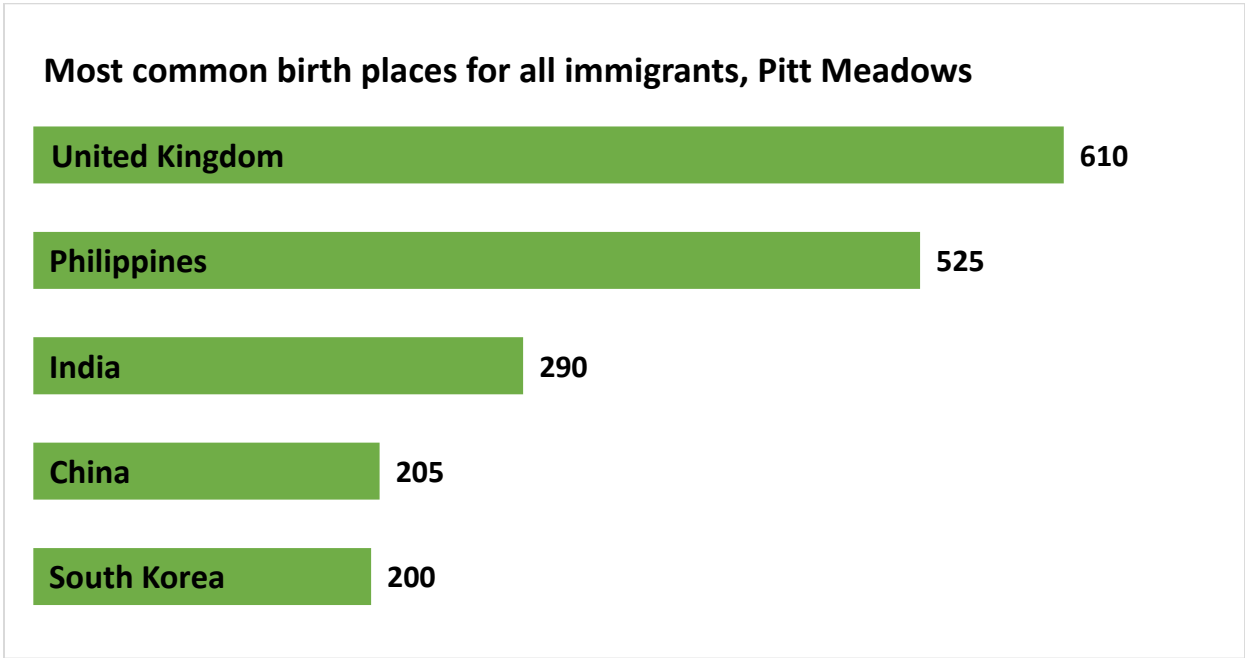 Most common birth places for all immigrants, Pitt Meadows
United Kingdom 610
Philippines 525
India 290
China 205
South Korea 200